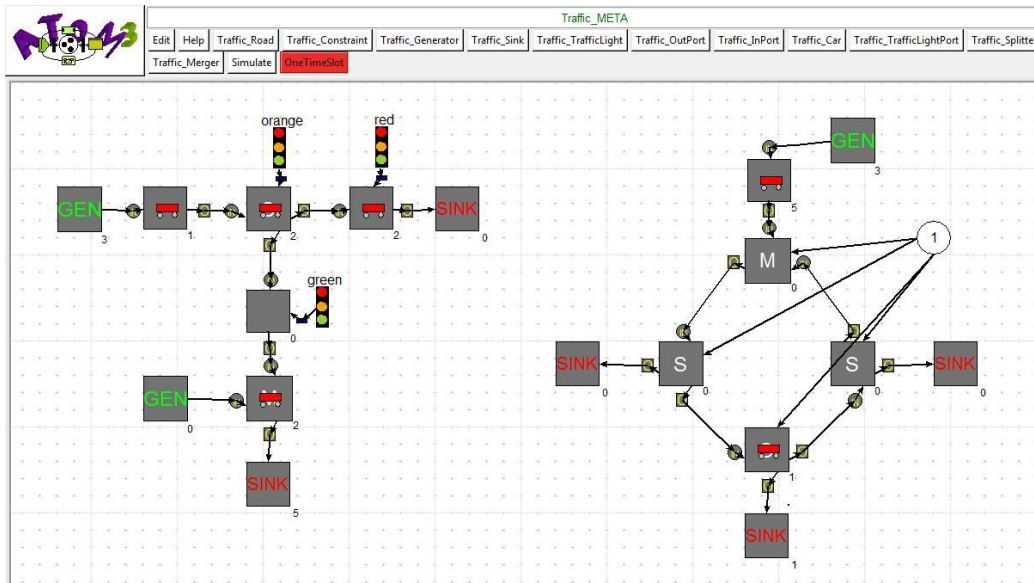 AToM3
Traffic_META
Edit Help Traffic_Road Traffic_Constraint Traffic_Generator Traffic_Sink Traffic_TrafficLight Traffic_OutPort Traffic_InPort Traffic_Car Traffic_TrafficLightPort Traffic_Splitte
Traffic_Merger Simulate OneTimeSlot
orange red
GEN 3
5
GEN 3 1 2 2 SINK 0
1
M 0
green
0
SINK 0 S 0 S 0 SINK 0
GEN 0 2
1
SINK 5
SINK 1